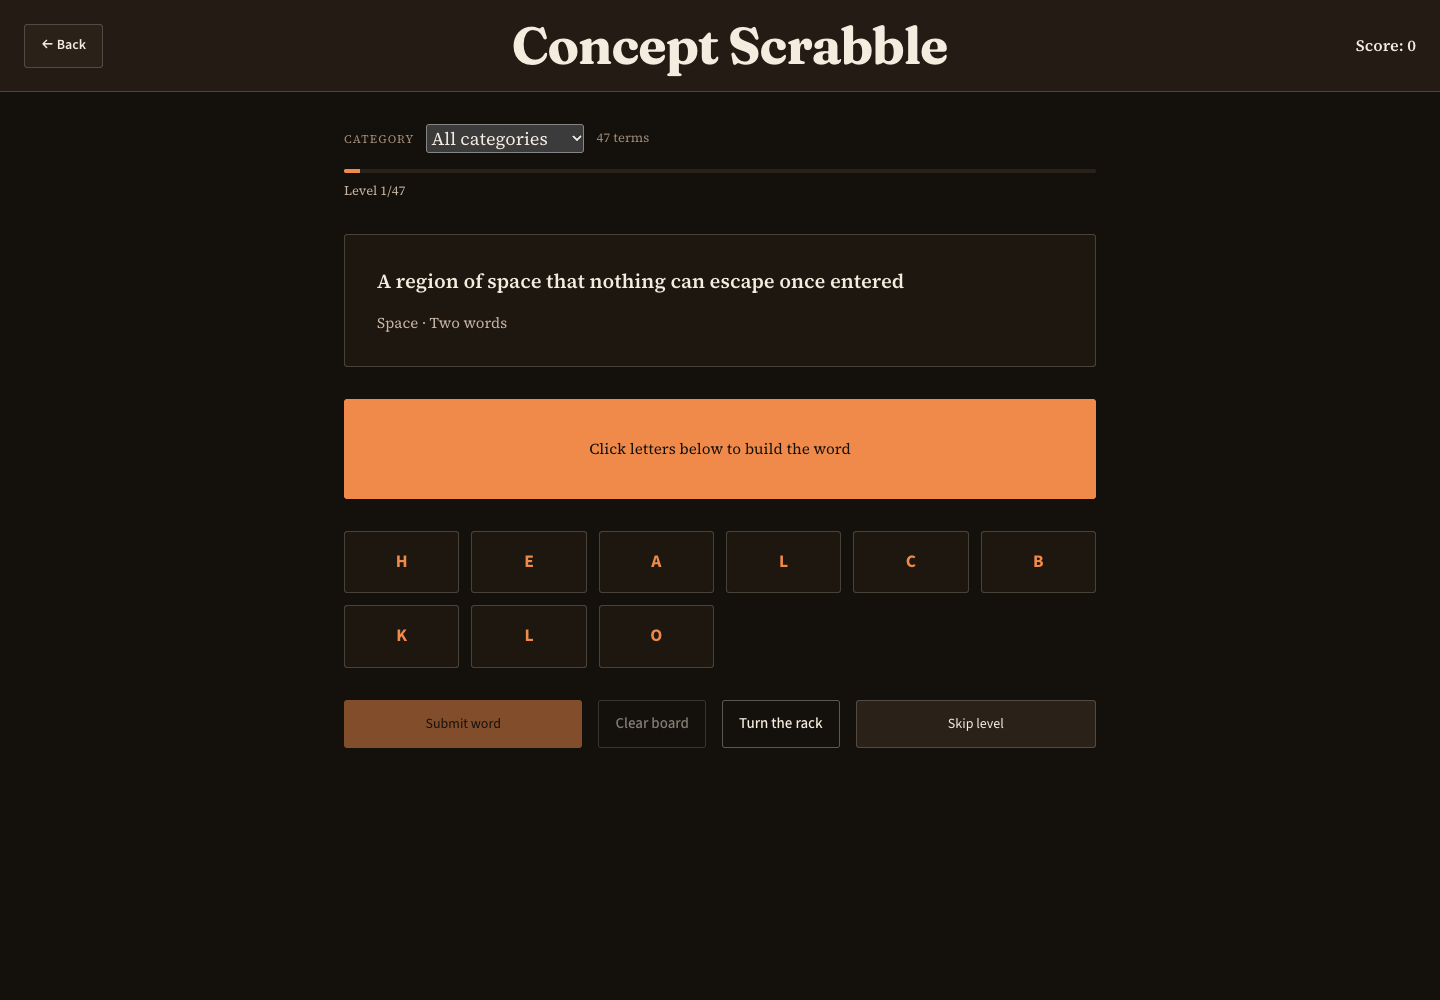 ← Back
Concept Scrabble
Score: 0
CATEGORY All categories 47 terms
Level 1/47
A region of space that nothing can escape once entered
Space · Two words
Click letters below to build the word
H E A L C B
K L O
Submit word Clear board Turn the rack Skip level